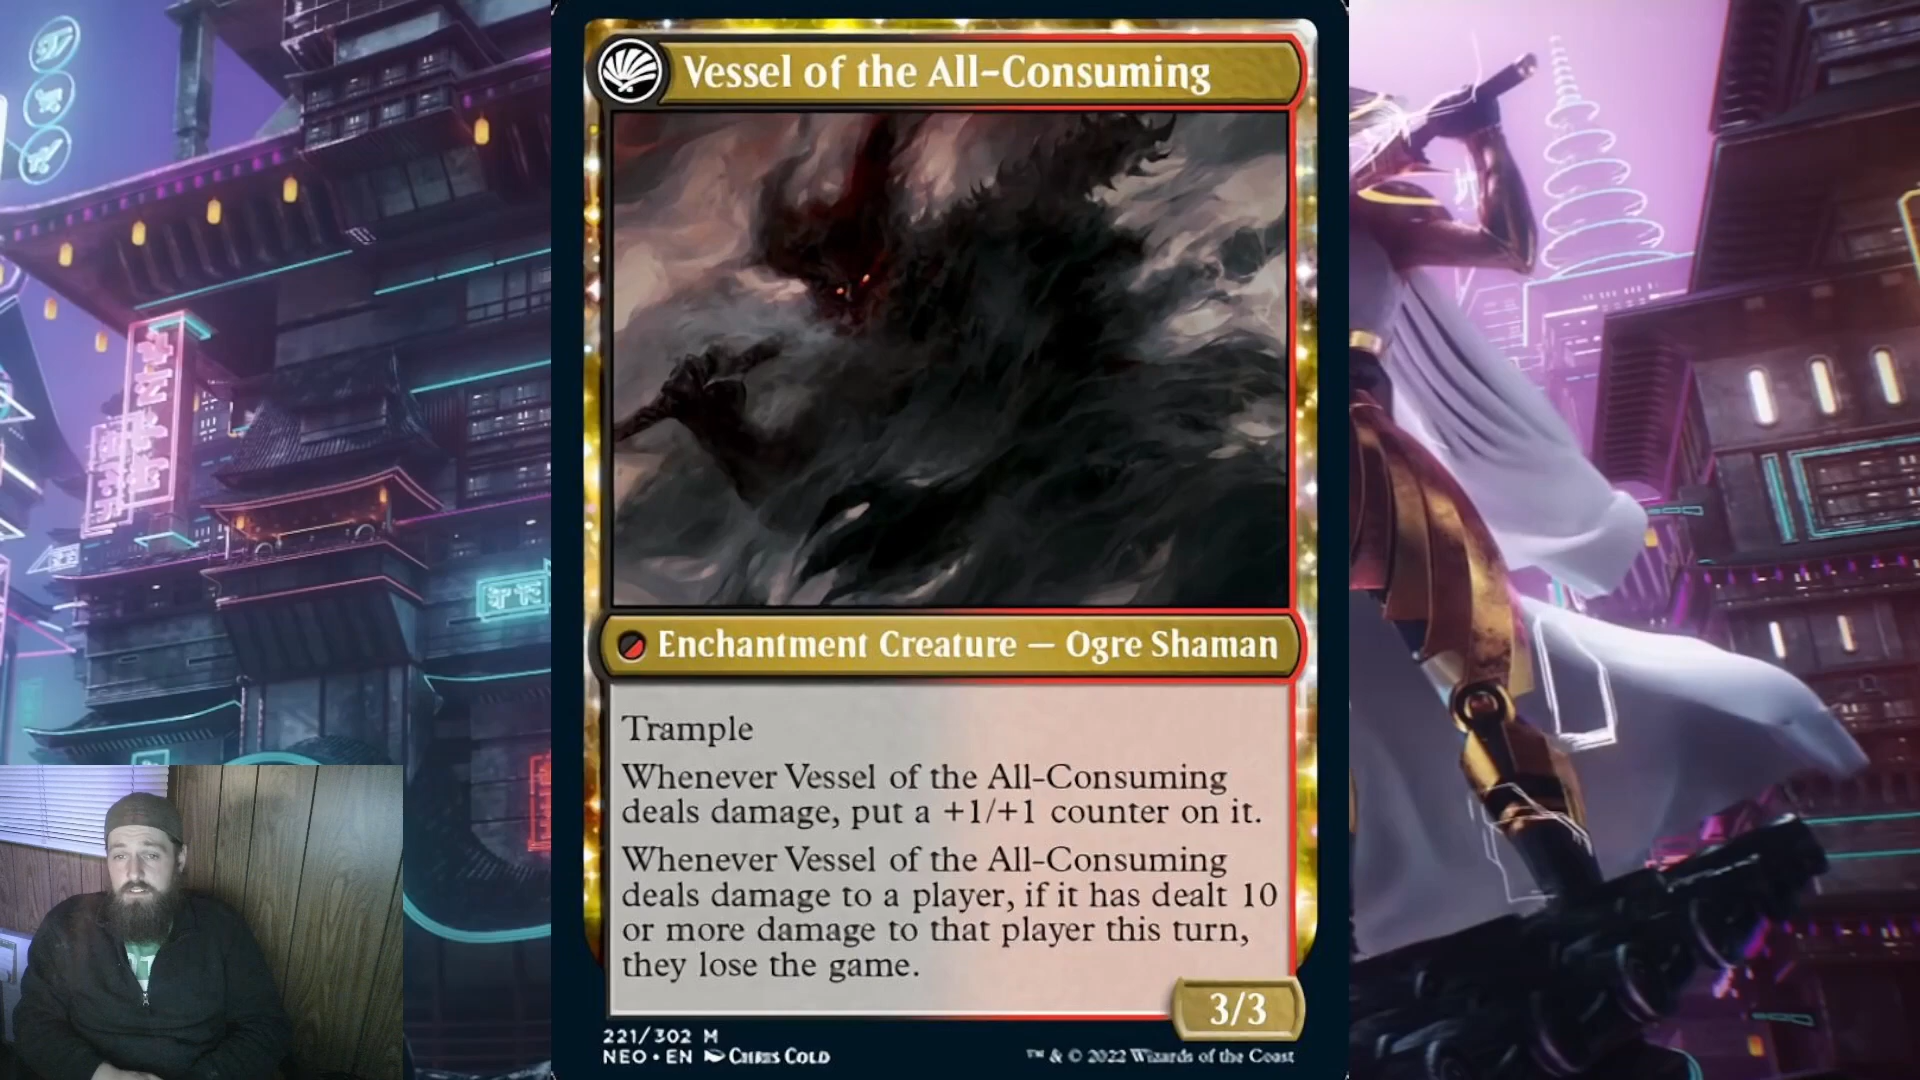 Vessel of the All-Consuming
Enchantment Creature — Ogre Shaman
Trample
Whenever Vessel of the All-Consuming
deals damage, put a +1/+1 counter on it.
Whenever Vessel of the All-Consuming
deals damage to a player, if it has dealt 10
or more damage to that player this turn,
they lose the game.
3/3
221/302 M
NEO • EN Chris Cold
™ & © 2022 Wizards of the Coast